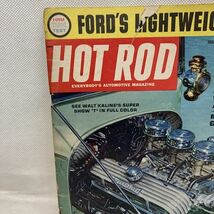 FORD'S LIGHTWEIG
HOT ROD
EVERYBODY'S AUTOMOTIVE MAGAZINE
SEE WALT KALINE'S SUPER
SHOW "T" IN FULL COLOR